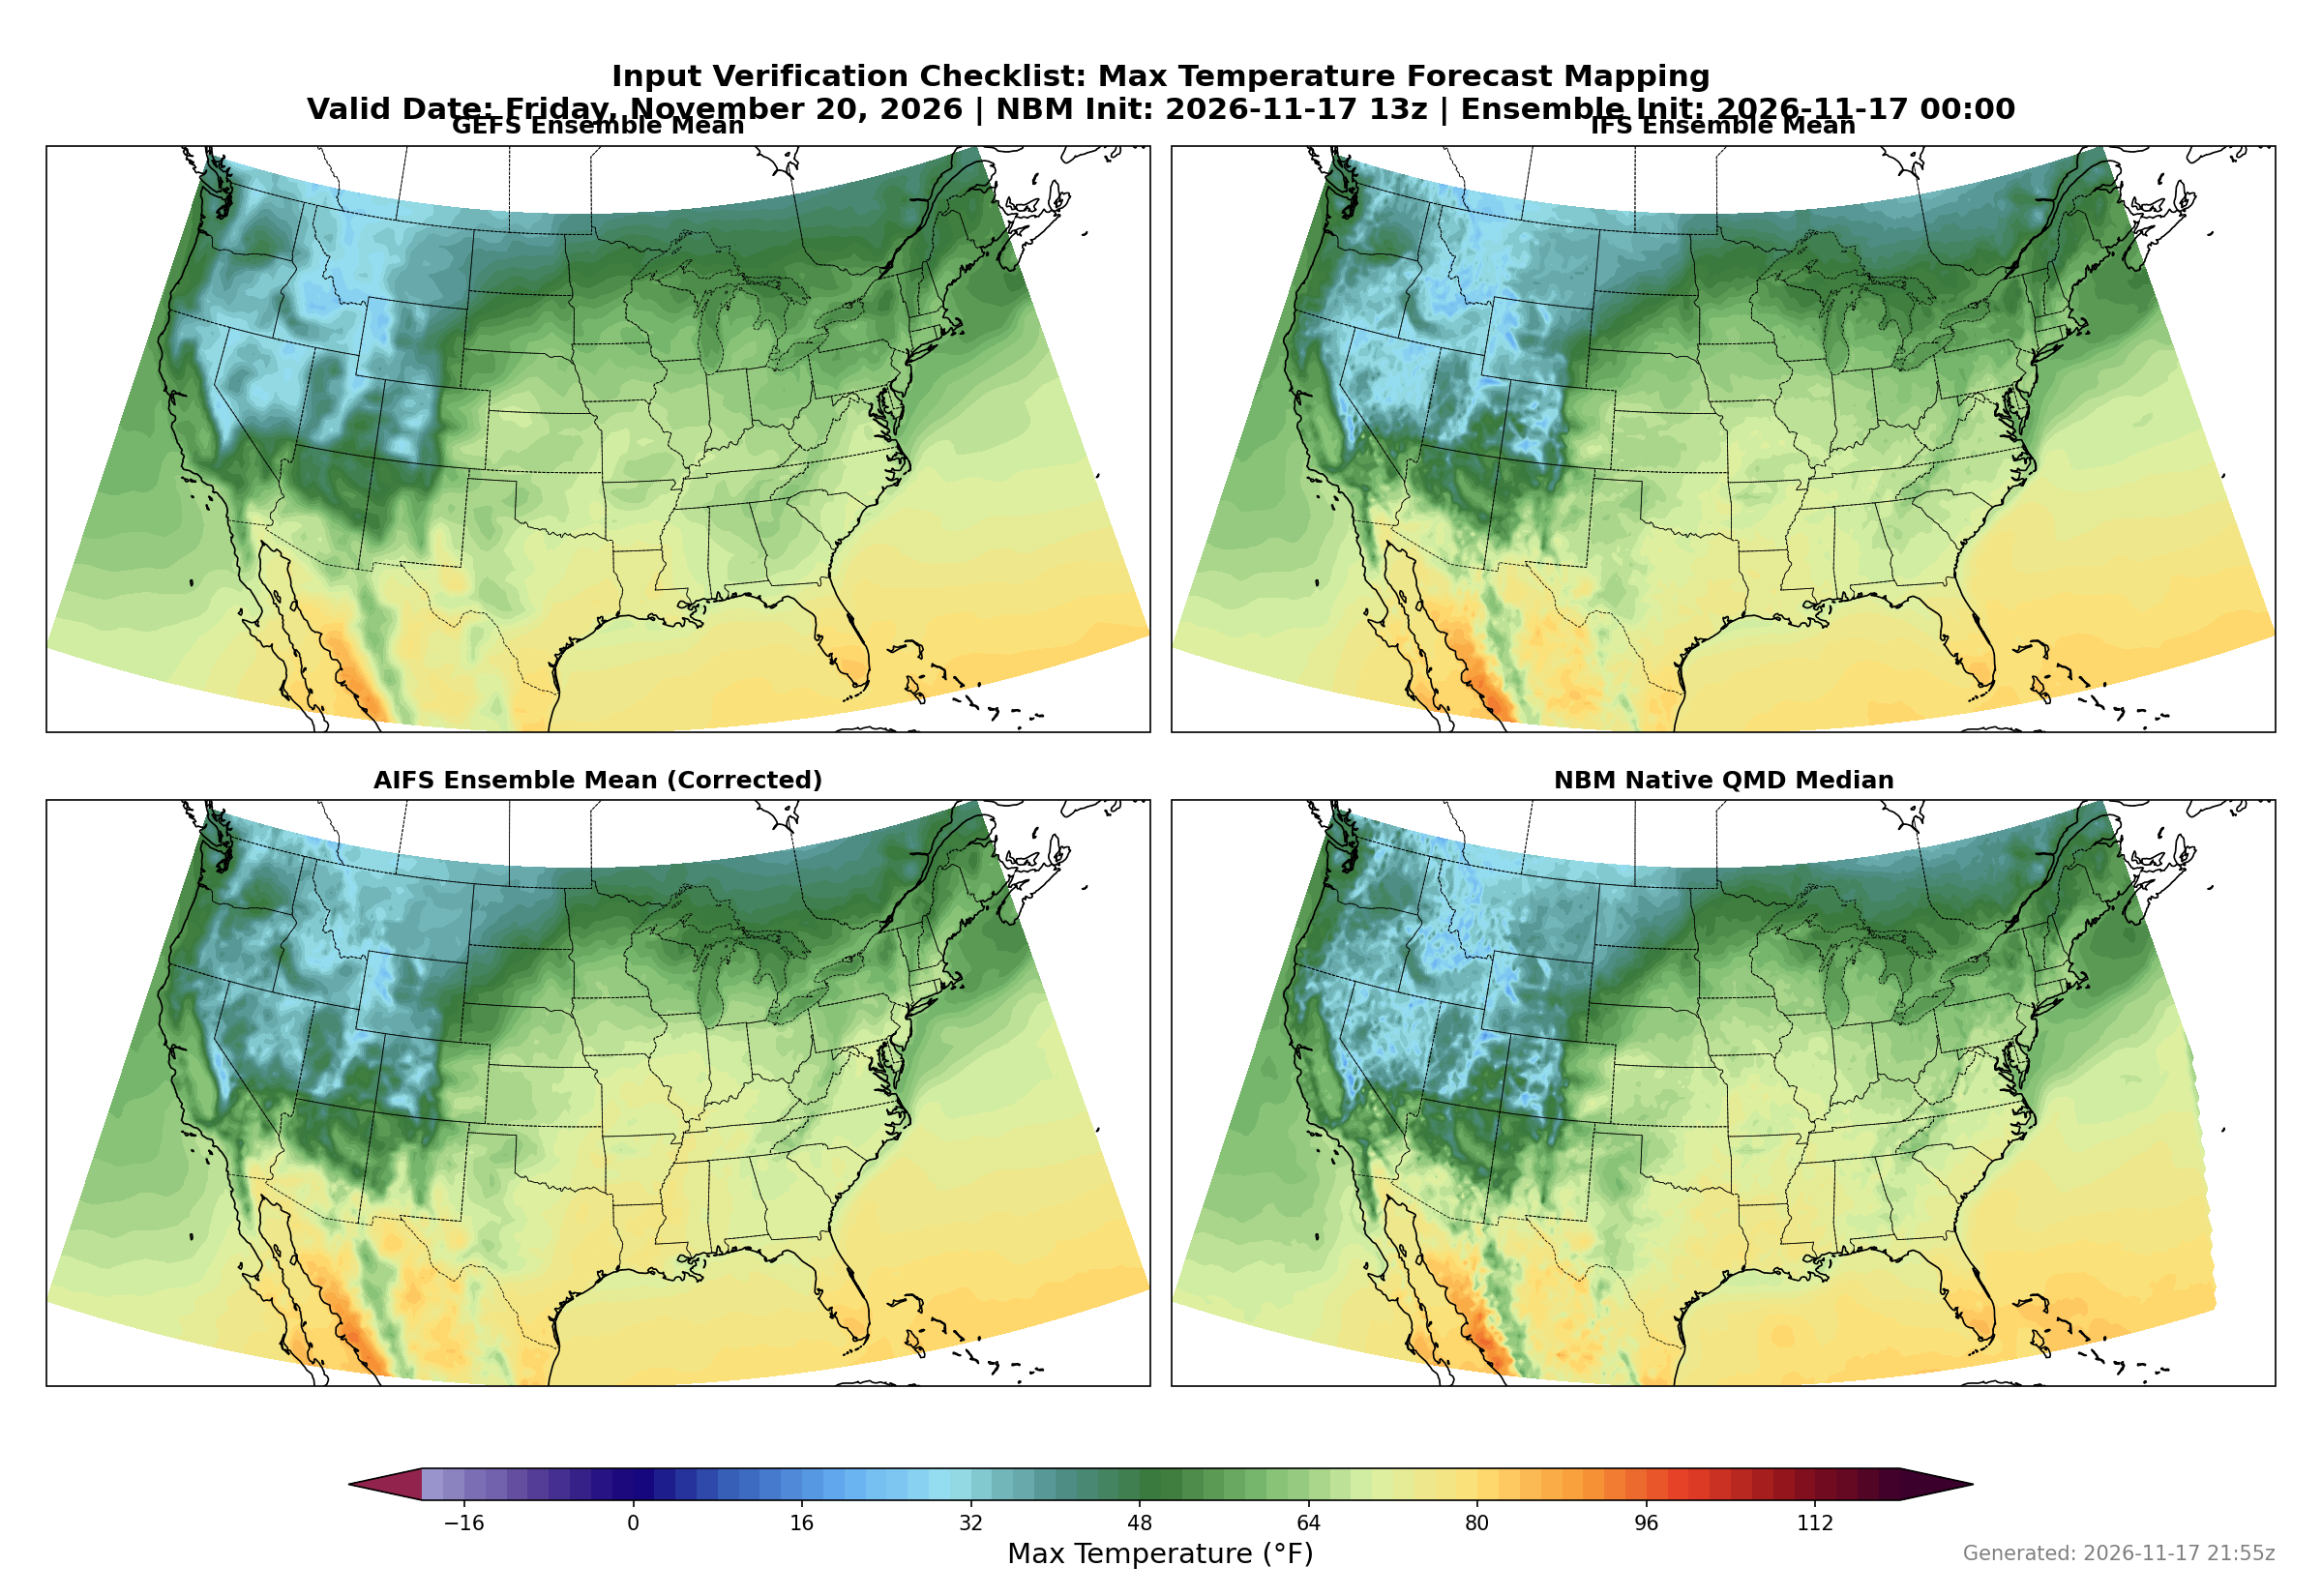 Input Verification Checklist: Max Temperature Forecast Mapping
Valid Date: Friday, November 20, 2026 | NBM Init: 2026-11-17 13z | Ensemble Init: 2026-11-17 00:00
GEFS Ensemble Mean
IFS Ensemble Mean
AIFS Ensemble Mean (Corrected)
NBM Native QMD Median
−16 0 16 32 48 64 80 96 112
Max Temperature (°F)
Generated: 2026-11-17 21:55z